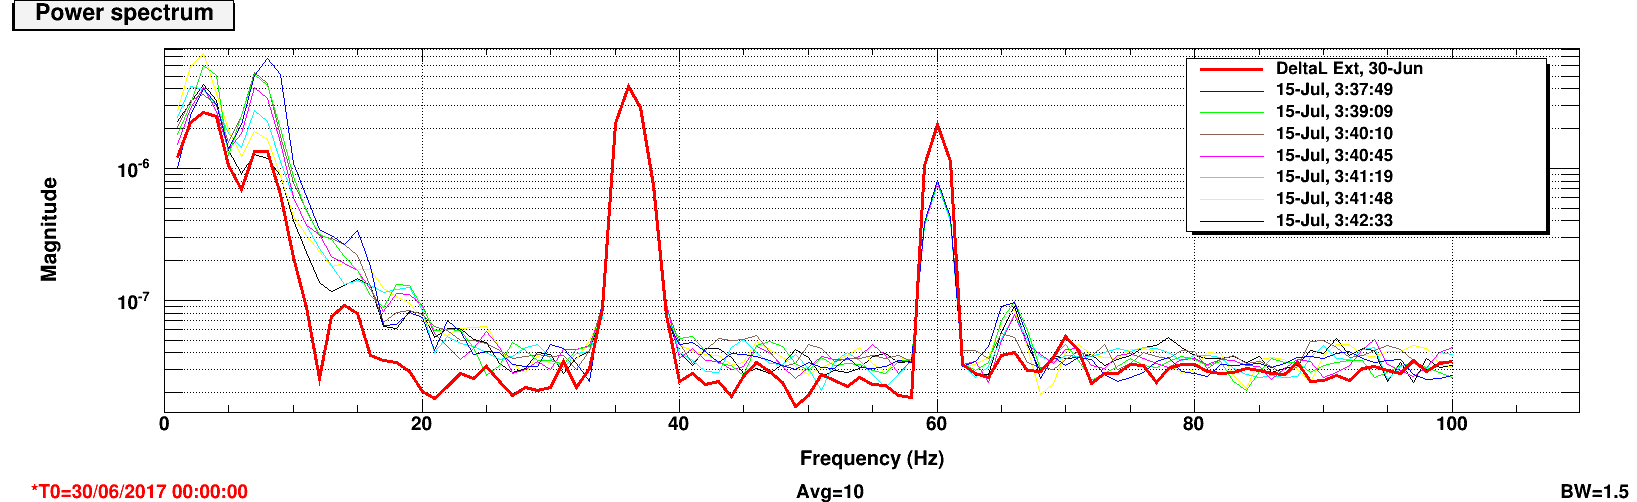 Power spectrum
DeltaL Ext, 30-Jun
15-Jul, 3:37:49
15-Jul, 3:39:09
15-Jul, 3:40:10
15-Jul, 3:40:45
15-Jul, 3:41:19
15-Jul, 3:41:48
15-Jul, 3:42:33
Magnitude
10-6
10-7
0 20 40 60 80 100
Frequency (Hz)
*T0=30/06/2017 00:00:00 Avg=10 BW=1.5